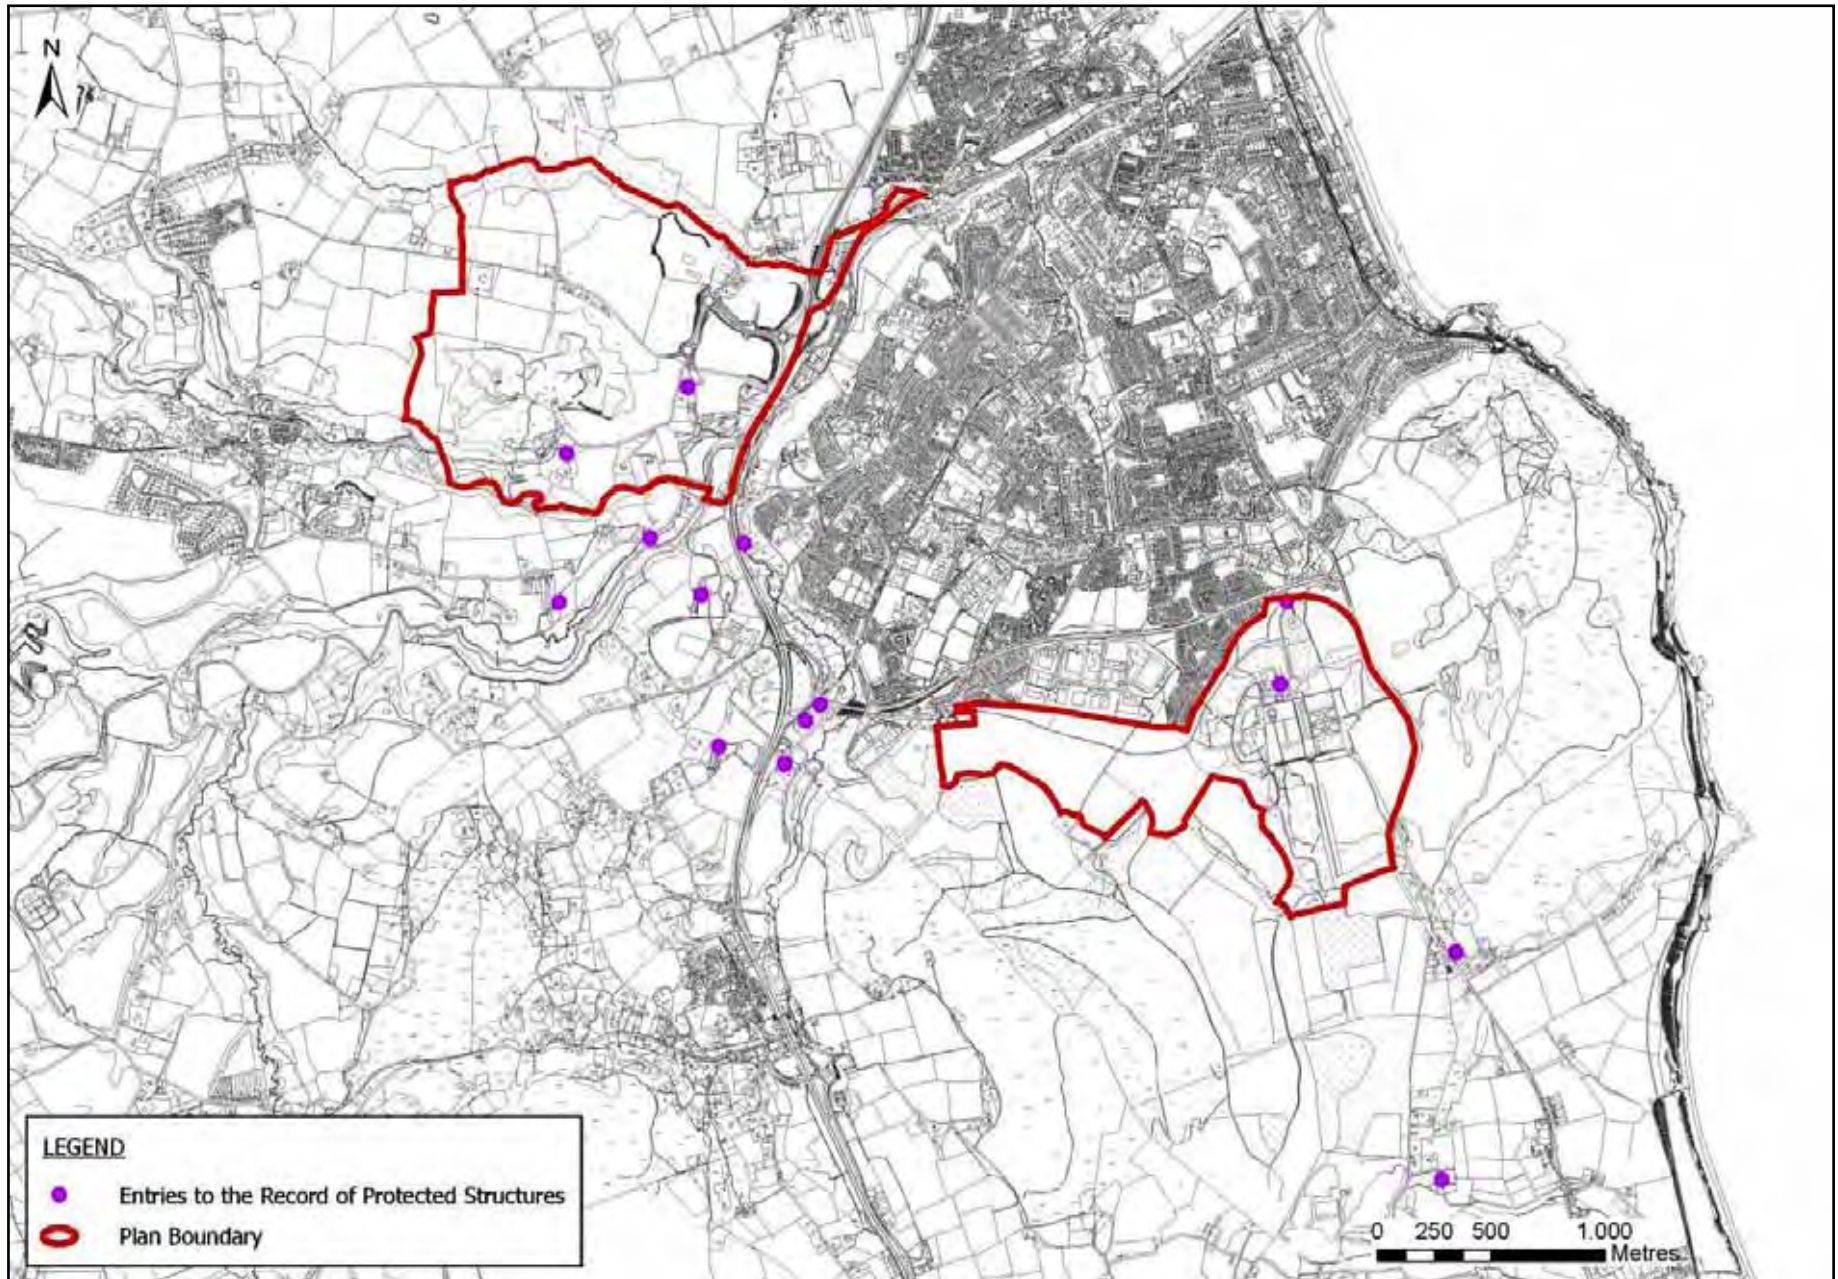 N
LEGEND
Entries to the Record of Protected Structures
Plan Boundary
0 250 500 1.000
Metres